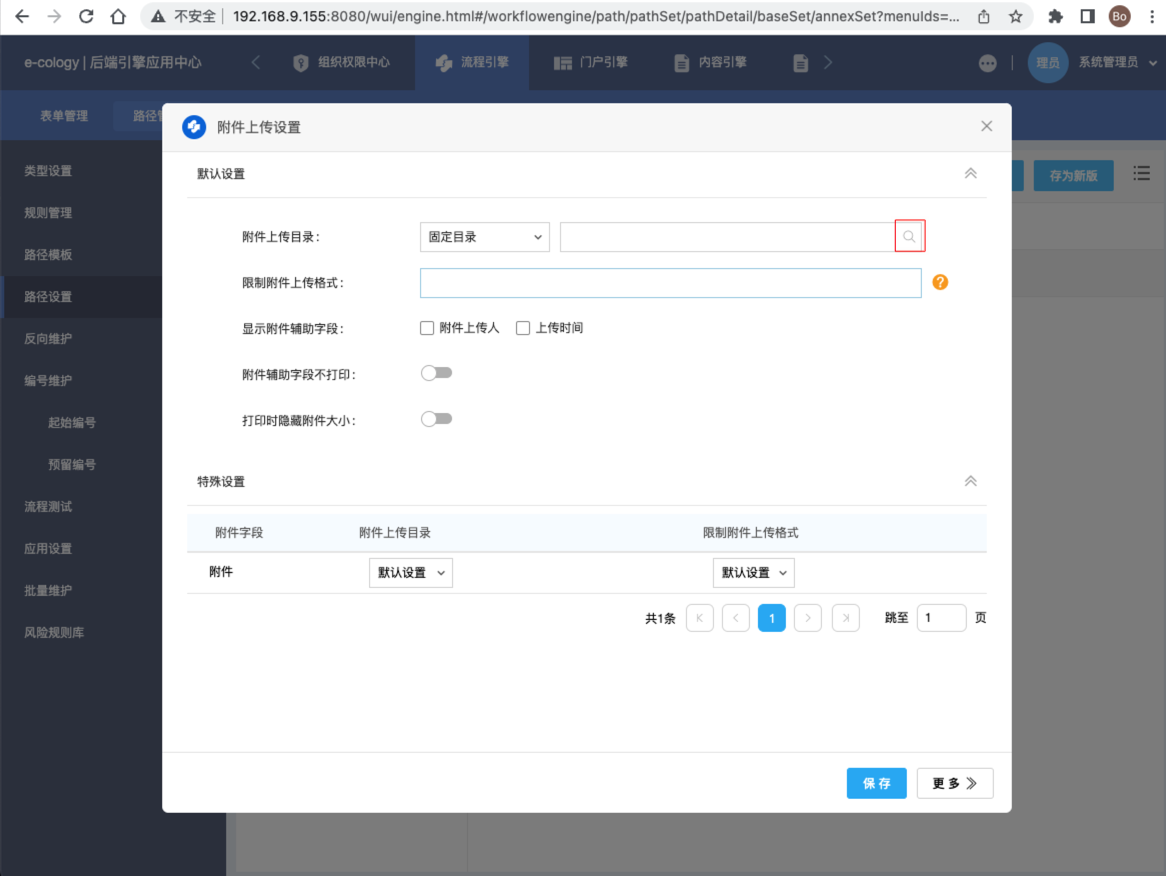 不安全 192.168.9.155:8080/wui/engine.html#/workflowengine/path/pathSet/pathDetail/baseSet/annexSet?menuIds=... Bo
e-cology | 后端引擎应用中心 组织权限中心 流程引擎 门户引擎 内容引擎 理员 系统管理员
表单管理 路径
附件上传设置
类型设置
默认设置
存为新版
规则管理
附件上传目录: 固定目录
路径模板
限制附件上传格式: ?
路径设置
显示附件辅助字段: 附件上传人 上传时间
反向维护
附件辅助字段不打印:
编号维护
打印时隐藏附件大小:
起始编号
预留编号
特殊设置
流程测试
附件字段 附件上传目录 限制附件上传格式
应用设置
附件 默认设置 默认设置
批量维护
共1条 1 跳至 1 页
风险规则库
保存 更多